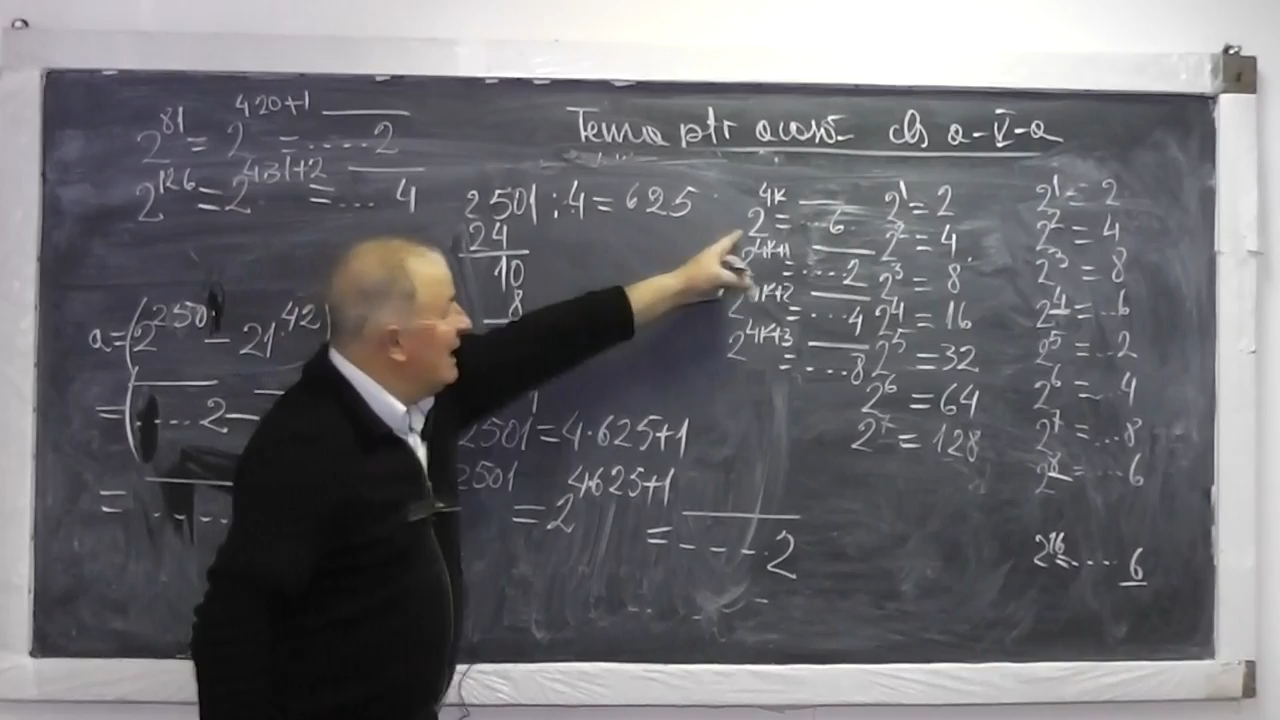 Tema ptr acasă cls a-V-a
2^81 = 2^4·20+1 = .....2
2^126 = 2^4·31+2 = ... 4
2501 : 4 = 625
24
10
8
a = (2^2501 - 21^42
= (.....2 -
= ....
2501 = 4·625+1
2501 = 2^4·625+1 = ....2
2^4K = ...6
2^4K+1 = ....2
2^4K+2 = ....4
2^4K+3 = ....8
2^1 = 2
2^2 = 4
2^3 = 8
2^4 = 16
2^5 = 32
2^6 = 64
2^7 = 128
2^1 = 2
2^2 = 4
2^3 = 8
2^4 = ...6
2^5 = ...2
2^6 = ...4
2^7 = ...8
2^8 = ...6
2^16 = .... 6